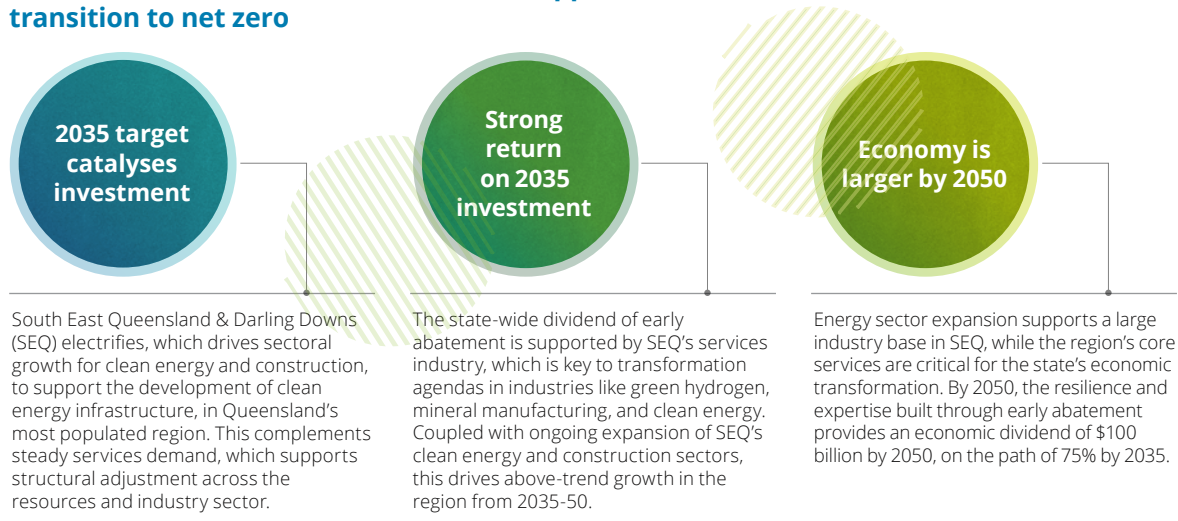 transition to net zero
2035 target
catalyses
investment
Strong
return
on 2035
investment
Economy is
larger by 2050
South East Queensland & Darling Downs
(SEQ) electrifies, which drives sectoral
growth for clean energy and construction,
to support the development of clean
energy infrastructure, in Queensland's
most populated region. This complements
steady services demand, which supports
structural adjustment across the
resources and industry sector.
The state-wide dividend of early
abatement is supported by SEQ's services
industry, which is key to transformation
agendas in industries like green hydrogen,
mineral manufacturing, and clean energy.
Coupled with ongoing expansion of SEQ's
clean energy and construction sectors,
this drives above-trend growth in the
region from 2035-50.
Energy sector expansion supports a large
industry base in SEQ, while the region's core
services are critical for the state's economic
transformation. By 2050, the resilience and
expertise built through early abatement
provides an economic dividend of $100
billion by 2050, on the path of 75% by 2035.